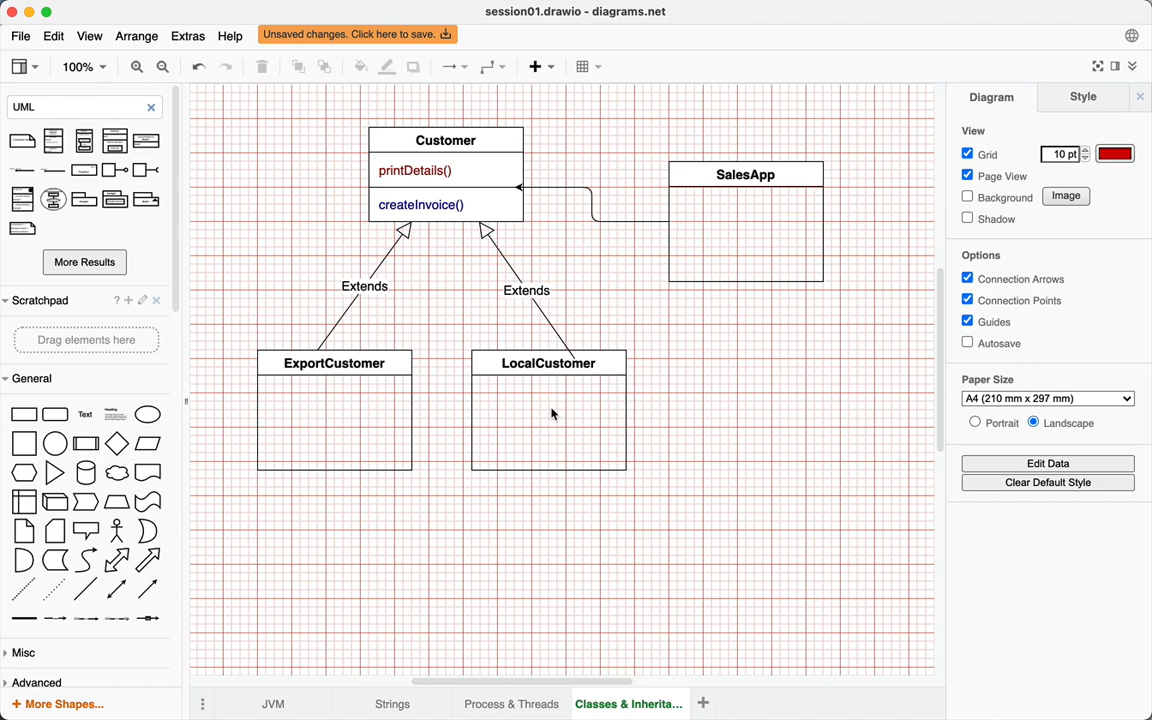 session01.drawio - diagrams.net
File Edit View Arrange Extras Help Unsaved changes. Click here to save.
100%
UML
More Results
Scratchpad ?
Drag elements here
General
Text
Misc
Advanced
+ More Shapes...
Customer
printDetails()
createInvoice()
SalesApp
Extends
Extends
ExportCustomer
LocalCustomer
JVM Strings Process & Threads Classes & Inherita...
Diagram Style
View
Grid 10 pt
Page View
Background Image
Shadow
Options
Connection Arrows
Connection Points
Guides
Autosave
Paper Size
A4 (210 mm x 297 mm)
Portrait Landscape
Edit Data
Clear Default Style